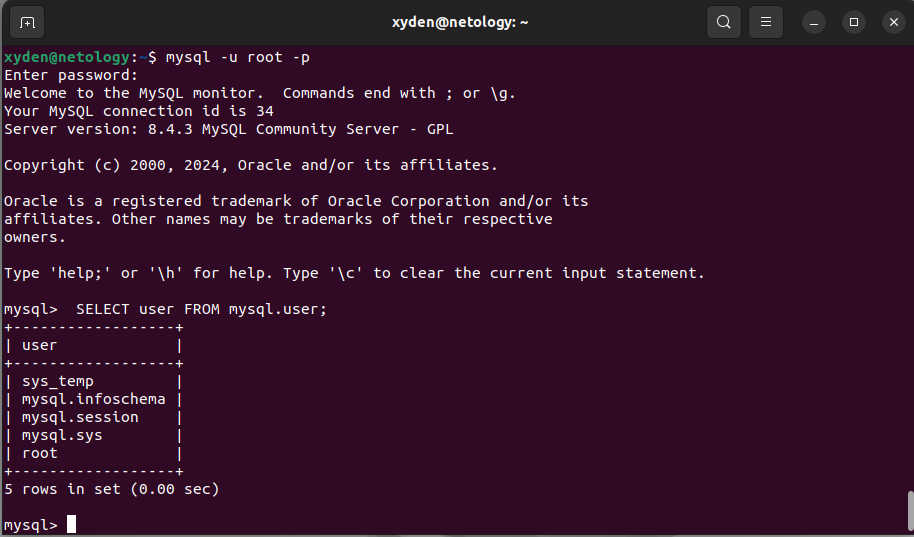 xyden@netology: ~
xyden@netology:~$ mysql -u root -p
Enter password:
Welcome to the MySQL monitor.  Commands end with ; or \g.
Your MySQL connection id is 34
Server version: 8.4.3 MySQL Community Server - GPL

Copyright (c) 2000, 2024, Oracle and/or its affiliates.

Oracle is a registered trademark of Oracle Corporation and/or its
affiliates. Other names may be trademarks of their respective
owners.

Type 'help;' or '\h' for help. Type '\c' to clear the current input statement.

mysql>  SELECT user FROM mysql.user;
+------------------+
| user             |
+------------------+
| sys_temp         |
| mysql.infoschema |
| mysql.session    |
| mysql.sys        |
| root             |
+------------------+
5 rows in set (0.00 sec)

mysql>